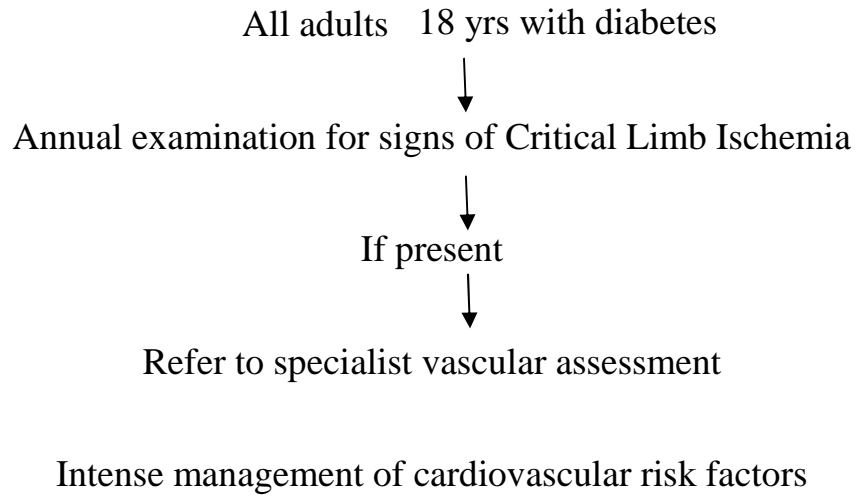 All adults 18 yrs with diabetes
Annual examination for signs of Critical Limb Ischemia
If present
Refer to specialist vascular assessment
Intense management of cardiovascular risk factors